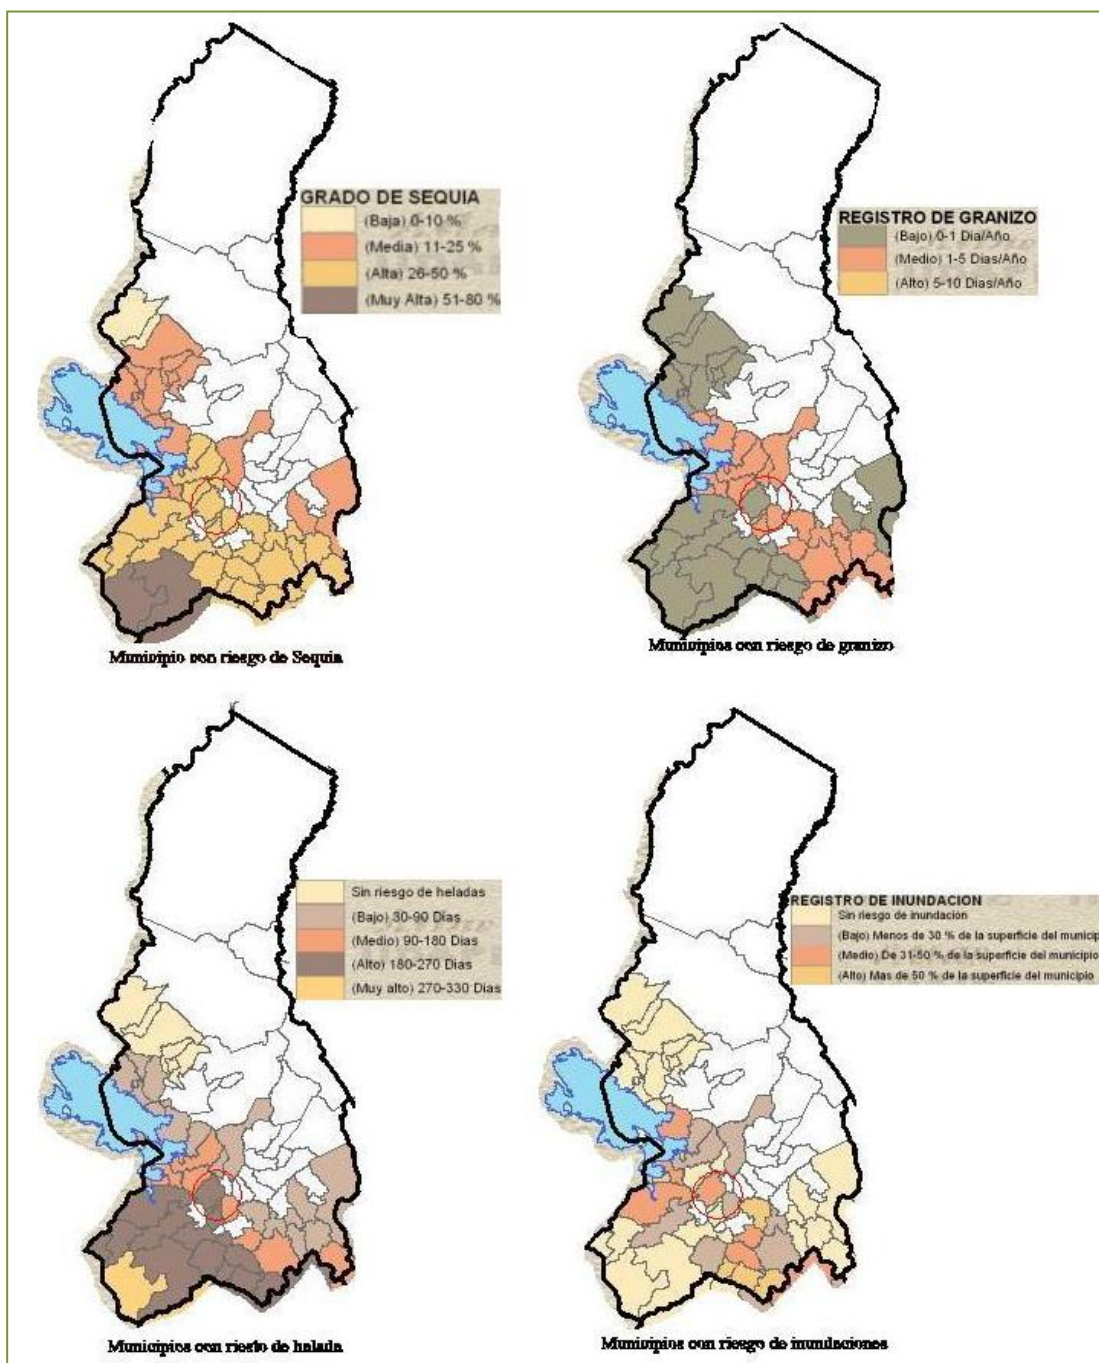 GRADO DE SEQUIA
(Baja) 0-10 %
(Media) 11-25 %
(Alta) 26-50 %
(Muy Alta) 51-80 %
REGISTRO DE GRANIZO
(Bajo) 0-1 Dia/Año
(Medio) 1-5 Dias/Año
(Alto) 5-10 Dias/Año
Municipio con riesgo de Sequia
Municipios con riesgo de granizo
Sin riesgo de heladas
(Bajo) 30-90 Dias
(Medio) 90-180 Dias
(Alto) 180-270 Dias
(Muy alto) 270-330 Dias
REGISTRO DE INUNDACION
Sin riesgo de inundacion
(Bajo) Menos de 30 % de la superficie del municip
(Medio) De 31-50 % de la superficie del municipio
(Alto) Mas de 50 % de la superficie del municipio
Municipios con riesto de halada
Municipios con riesgo de inundaciones